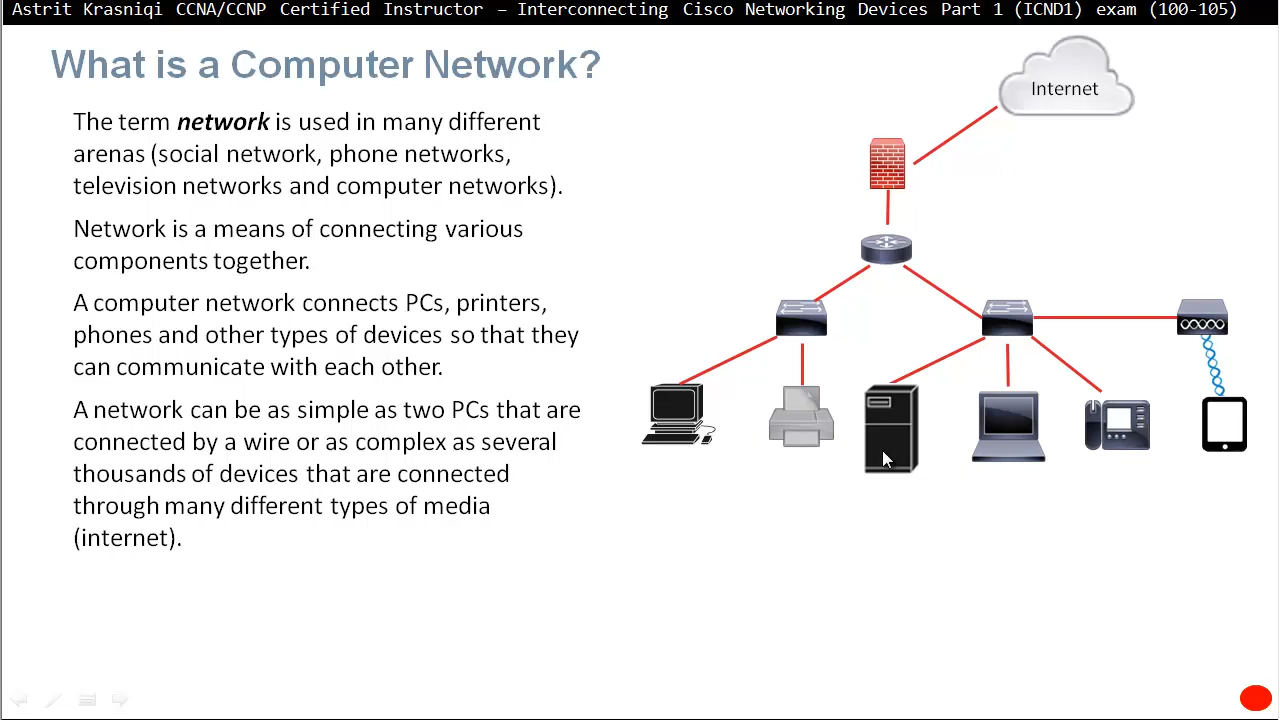 Astrit Krasniqi CCNA/CCNP Certified Instructor – Interconnecting Cisco Networking Devices Part 1 (ICND1) exam (100-105)
What is a Computer Network?
Internet
The term network is used in many different
arenas (social network, phone networks,
television networks and computer networks).
Network is a means of connecting various
components together.
A computer network connects PCs, printers,
phones and other types of devices so that they
can communicate with each other.
A network can be as simple as two PCs that are
connected by a wire or as complex as several
thousands of devices that are connected
through many different types of media
(internet).